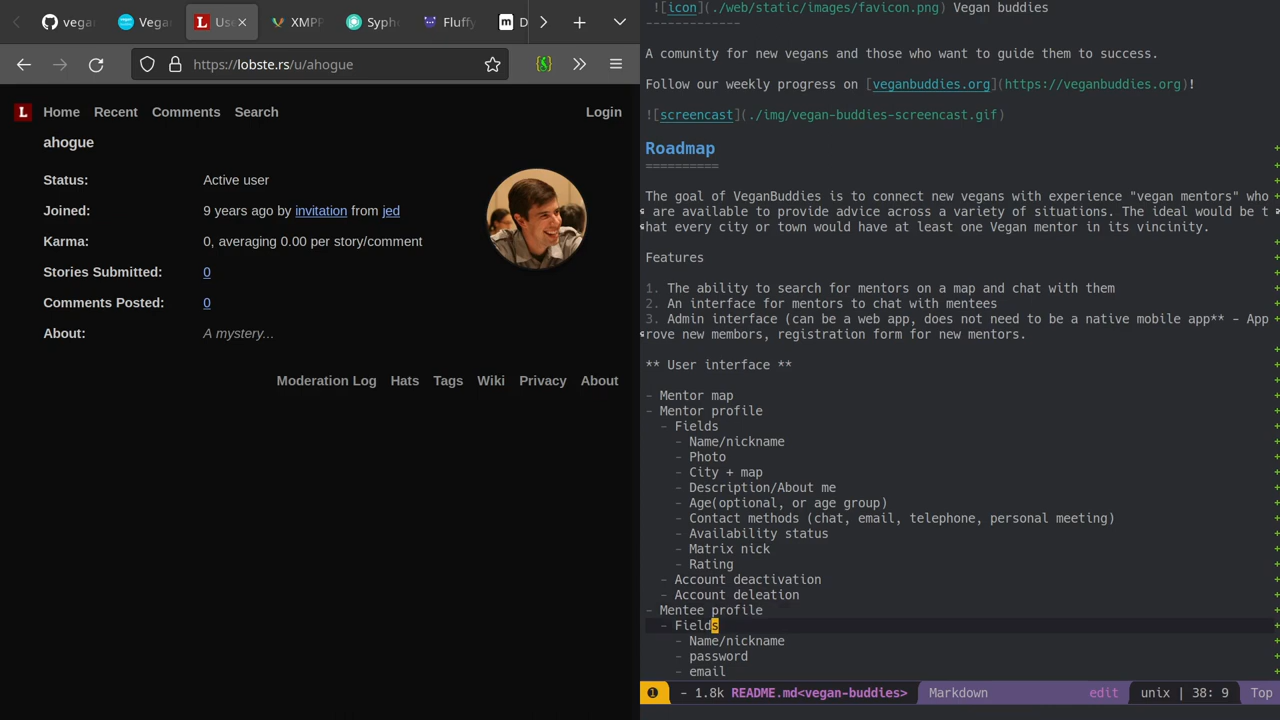 vegan
Vegan
L Use
XMPP
Syphe
Fluffy
m D
https://lobste.rs/u/ahogue
L Home Recent Comments Search Login
ahogue
Status: Active user
Joined: 9 years ago by invitation from jed
Karma: 0, averaging 0.00 per story/comment
Stories Submitted: 0
Comments Posted: 0
About: A mystery...
Moderation Log Hats Tags Wiki Privacy About
![icon](./web/static/images/favicon.png) Vegan buddies
-------------
A comunity for new vegans and those who want to guide them to success.
Follow our weekly progress on [veganbuddies.org](https://veganbuddies.org)!
![screencast](./img/vegan-buddies-screencast.gif)
Roadmap
==========
The goal of VeganBuddies is to connect new vegans with experience "vegan mentors" who
are available to provide advice across a variety of situations. The ideal would be t
hat every city or town would have at least one Vegan mentor in its vincinity.
Features
1. The ability to search for mentors on a map and chat with them
2. An interface for mentors to chat with mentees
3. Admin interface (can be a web app, does not need to be a native mobile app** - App
rove new membors, registration form for new mentors.
** User interface **
- Mentor map
- Mentor profile
- Fields
- Name/nickname
- Photo
- City + map
- Description/About me
- Age(optional, or age group)
- Contact methods (chat, email, telephone, personal meeting)
- Availability status
- Matrix nick
- Rating
- Account deactivation
- Account deleation
- Mentee profile
- Fields
- Name/nickname
- password
- email
1 - 1.8k README.md<vegan-buddies> Markdown edit unix | 38: 9 Top